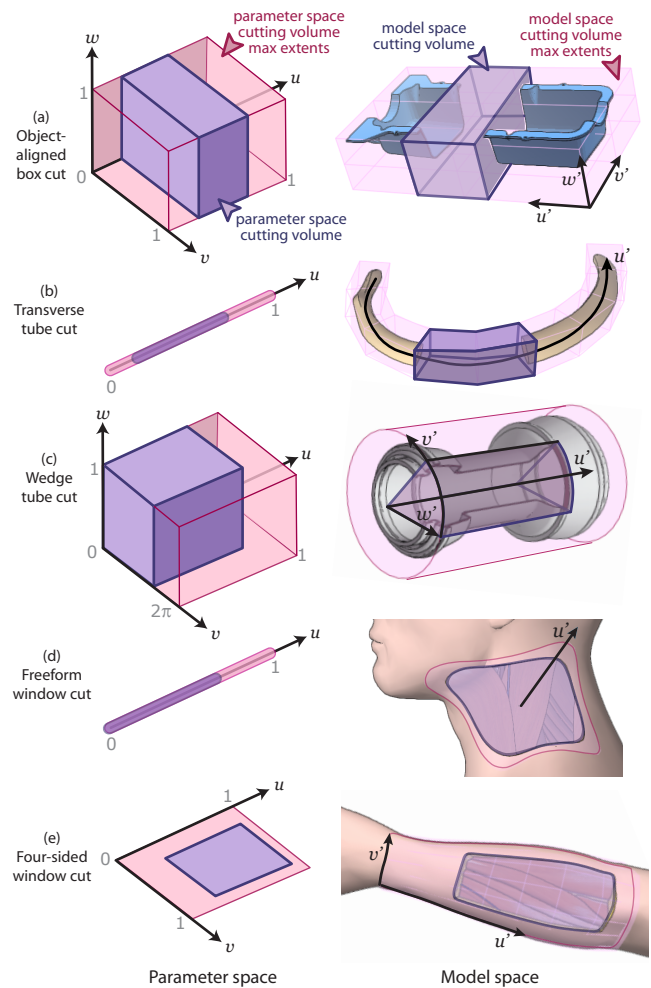 parameter space
cutting volume
max extents
model space
cutting volume
model space
cutting volume
max extents
w
u
1
(a)
Object-
aligned
box cut
0
1
1
v
parameter space
cutting volume
w'
v'
u'
(b)
Transverse
tube cut
u
1
0
u'
w
u
(c)
Wedge
tube cut
1
0
1
2π
v
v'
u'
w'
(d)
Freeform
window cut
u
1
0
u'
(e)
Four-sided
window cut
1
u
0
1
v
v'
u'
Parameter space
Model space